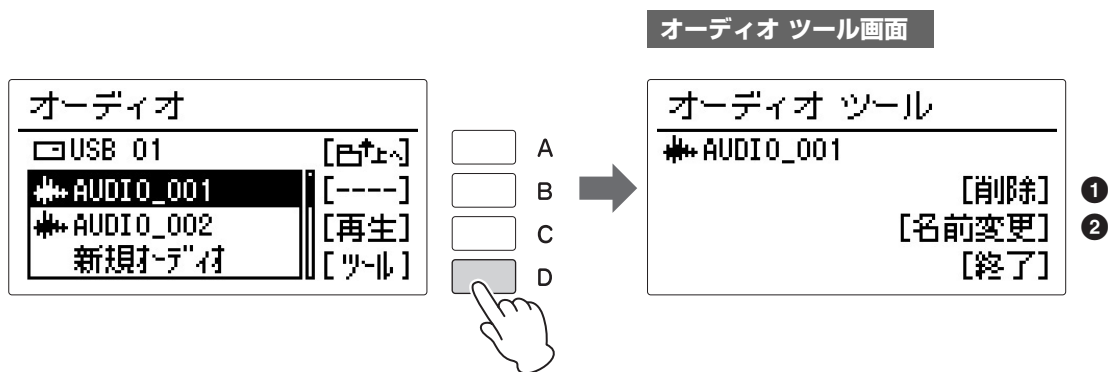 オーディオ ツール画面
オーディオ
USB 01 [上へ]
AUDIO_001 [----]
AUDIO_002 [再生]
新規オーディオ [ツール]
A
B
C
D
オーディオ ツール
AUDIO_001
[削除] 1
[名前変更] 2
[終了]